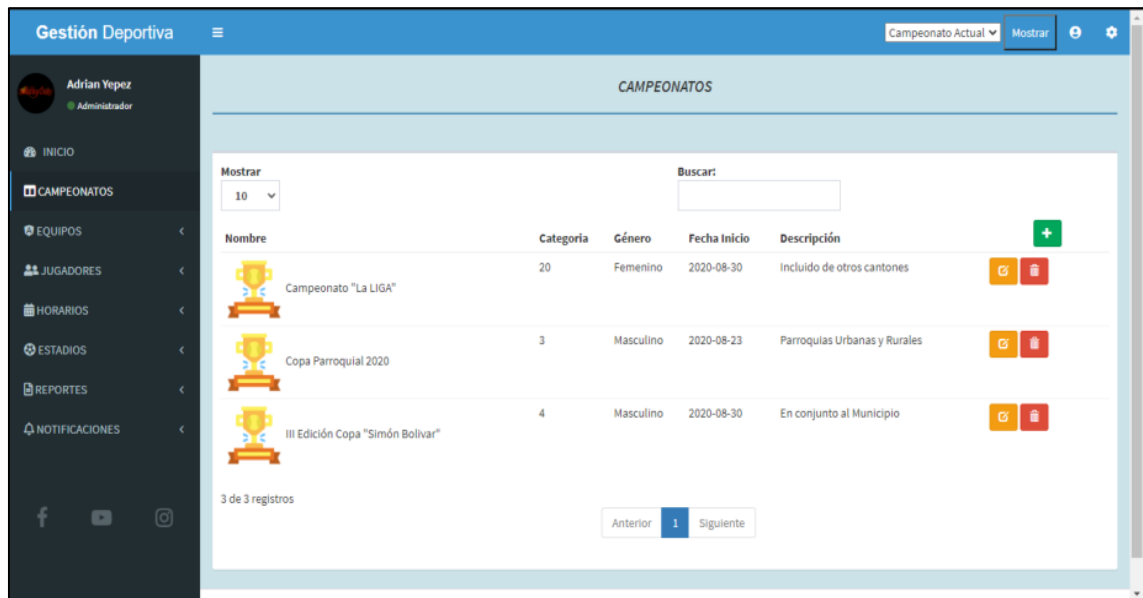 Gestión Deportiva
Campeonato Actual
Mostrar
Adrian Yepez
Administrador
INICIO
CAMPEONATOS
EQUIPOS
JUGADORES
HORARIOS
ESTADIOS
REPORTES
NOTIFICACIONES
CAMPEONATOS
Mostrar
10
Buscar:
Nombre Categoria Género Fecha Inicio Descripción
Campeonato "La LIGA" 20 Femenino 2020-08-30 Incluido de otros cantones
Copa Parroquial 2020 3 Masculino 2020-08-23 Parroquias Urbanas y Rurales
III Edición Copa "Simón Bolivar" 4 Masculino 2020-08-30 En conjunto al Municipio
3 de 3 registros
Anterior 1 Siguiente